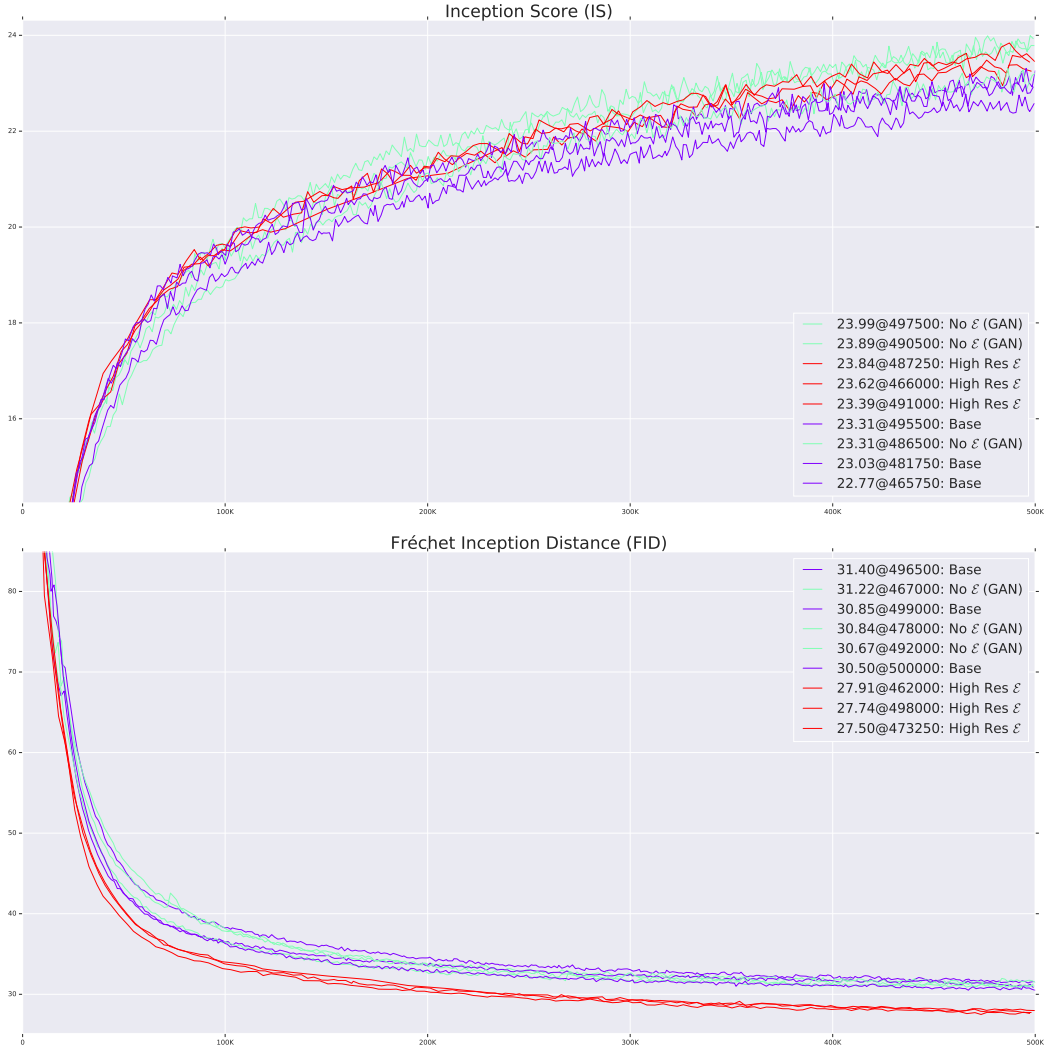 Inception Score (IS)
24
22
20
18
16
23.99@497500: No ℰ (GAN)
23.89@490500: No ℰ (GAN)
23.84@487250: High Res ℰ
23.62@466000: High Res ℰ
23.39@491000: High Res ℰ
23.31@495500: Base
23.31@486500: No ℰ (GAN)
23.03@481750: Base
22.77@465750: Base
0 100K 200K 300K 400K 500K
Fréchet Inception Distance (FID)
80
70
60
50
40
30
31.40@496500: Base
31.22@467000: No ℰ (GAN)
30.85@499000: Base
30.84@478000: No ℰ (GAN)
30.67@492000: No ℰ (GAN)
30.50@500000: Base
27.91@462000: High Res ℰ
27.74@498000: High Res ℰ
27.50@473250: High Res ℰ
0 100K 200K 300K 400K 500K